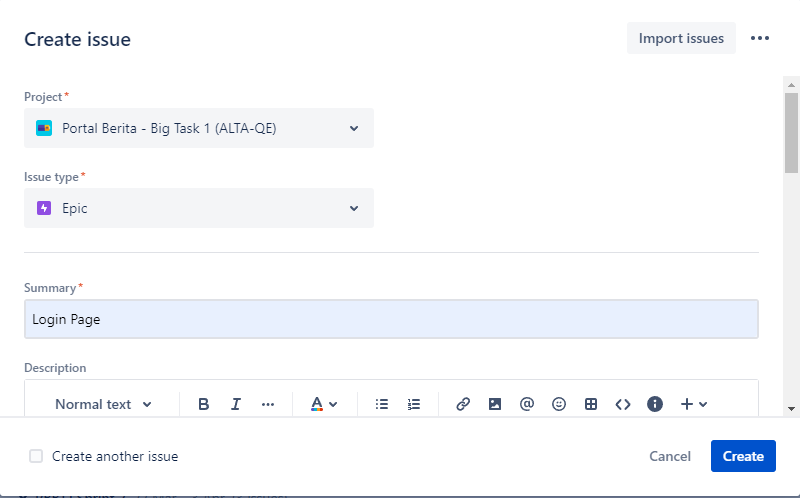 Create issue
Import issues
Project*
Portal Berita - Big Task 1 (ALTA-QE)
Issue type*
Epic
Summary*
Login Page
Description
Normal text
B I A @
Create another issue
Cancel
Create